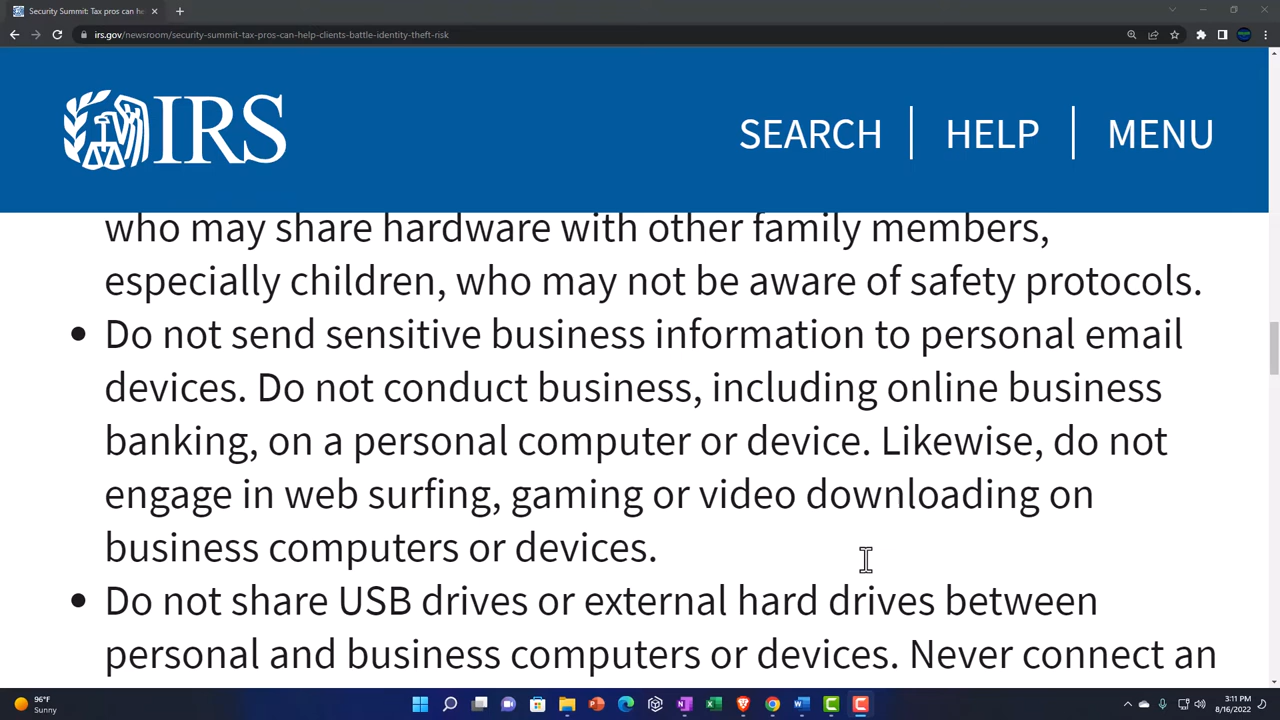 Security Summit: Tax pros can he
irs.gov/newsroom/security-summit-tax-pros-can-help-clients-battle-identity-theft-risk
IRS
SEARCH
HELP
MENU
who may share hardware with other family members,
especially children, who may not be aware of safety protocols.
• Do not send sensitive business information to personal email
devices. Do not conduct business, including online business
banking, on a personal computer or device. Likewise, do not
engage in web surfing, gaming or video downloading on
business computers or devices.
• Do not share USB drives or external hard drives between
personal and business computers or devices. Never connect an
96°F
Sunny
3:11 PM
8/16/2022